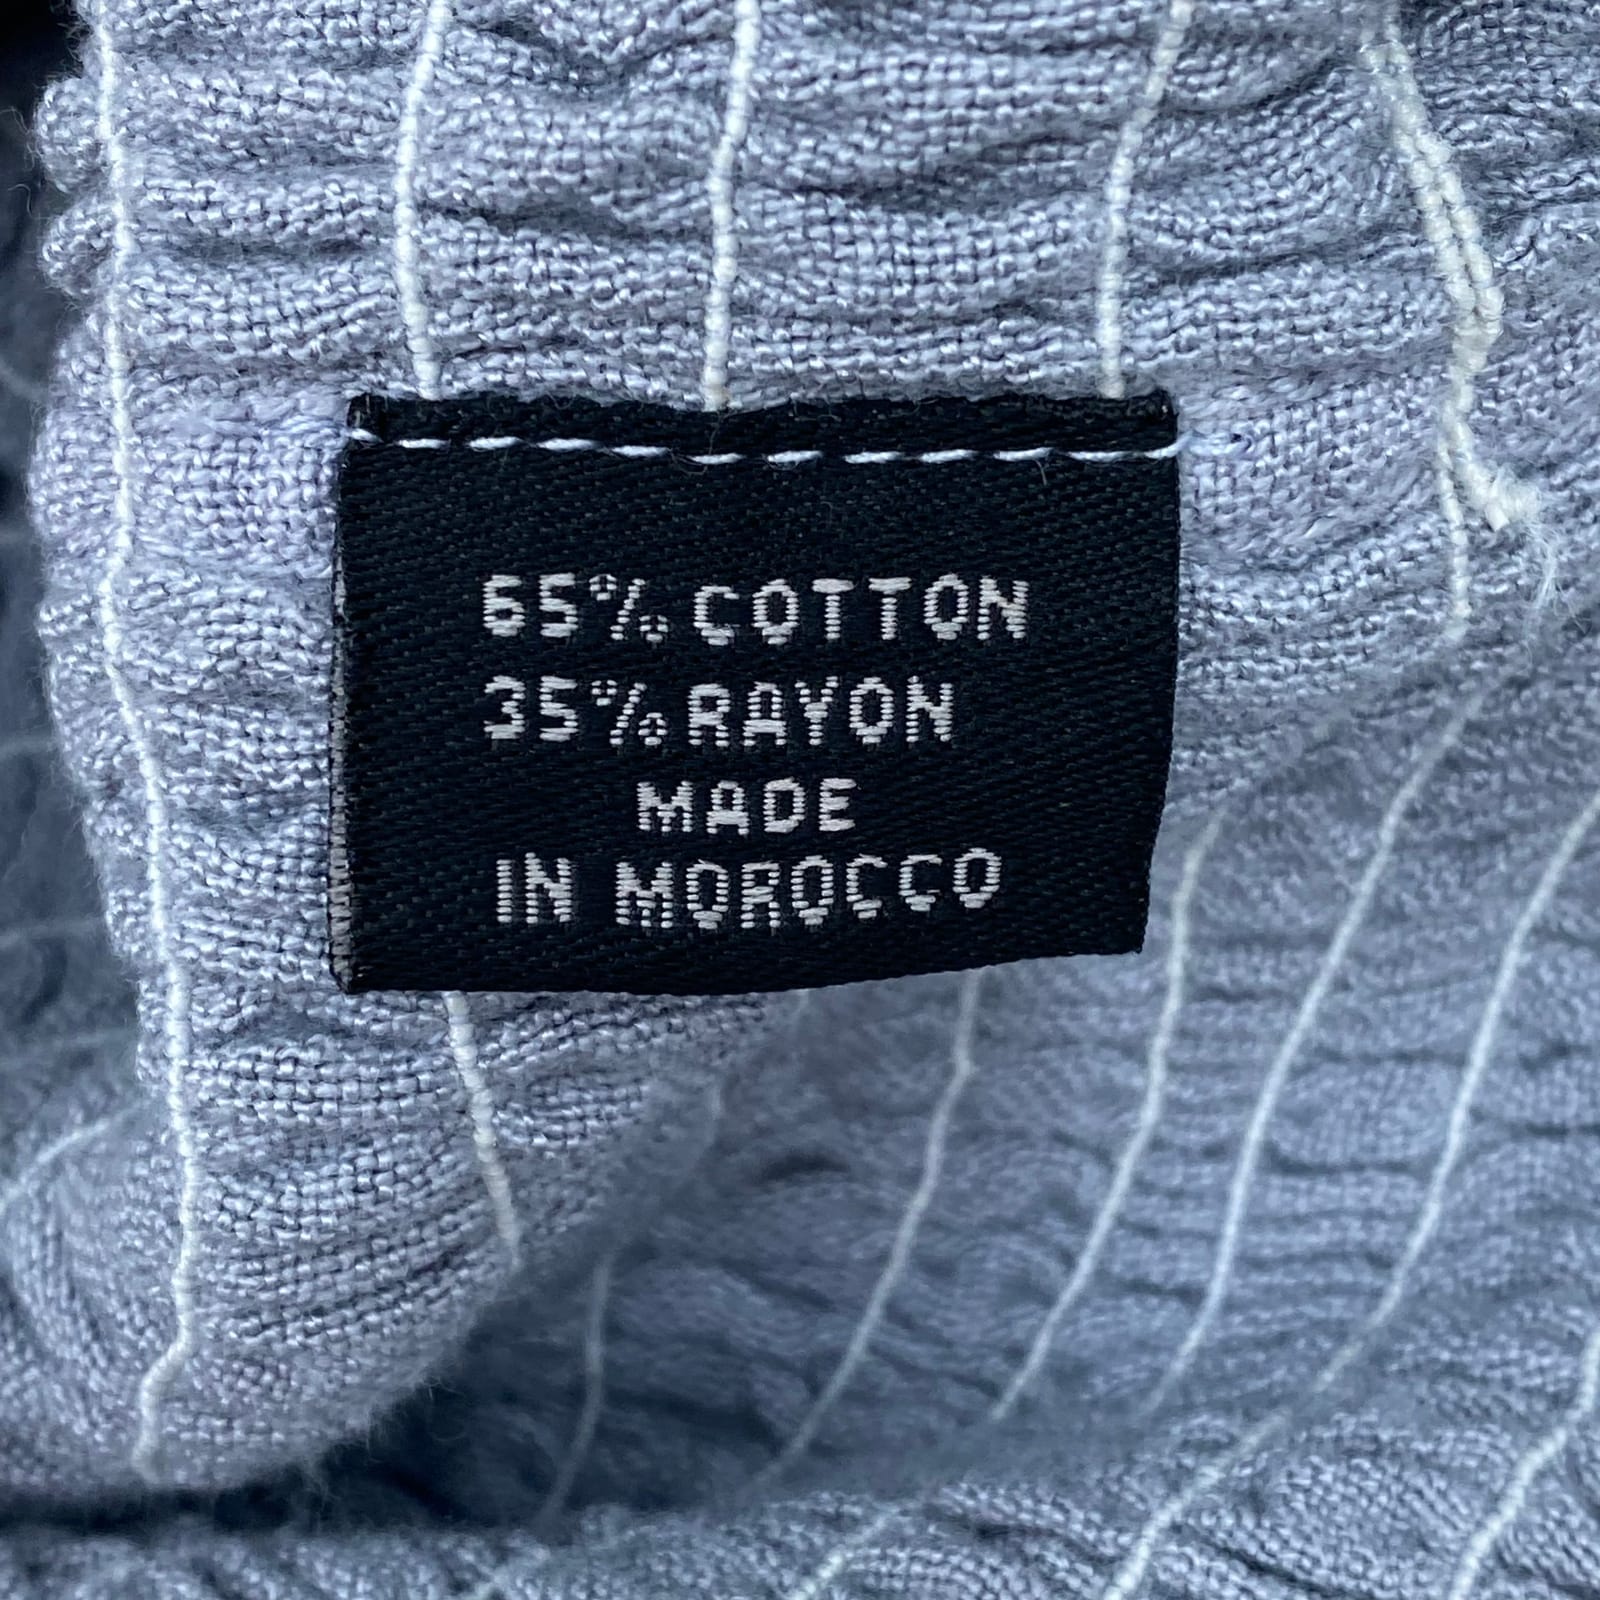 65% COTTON
35% RAYON
MADE
IN MOROCCO